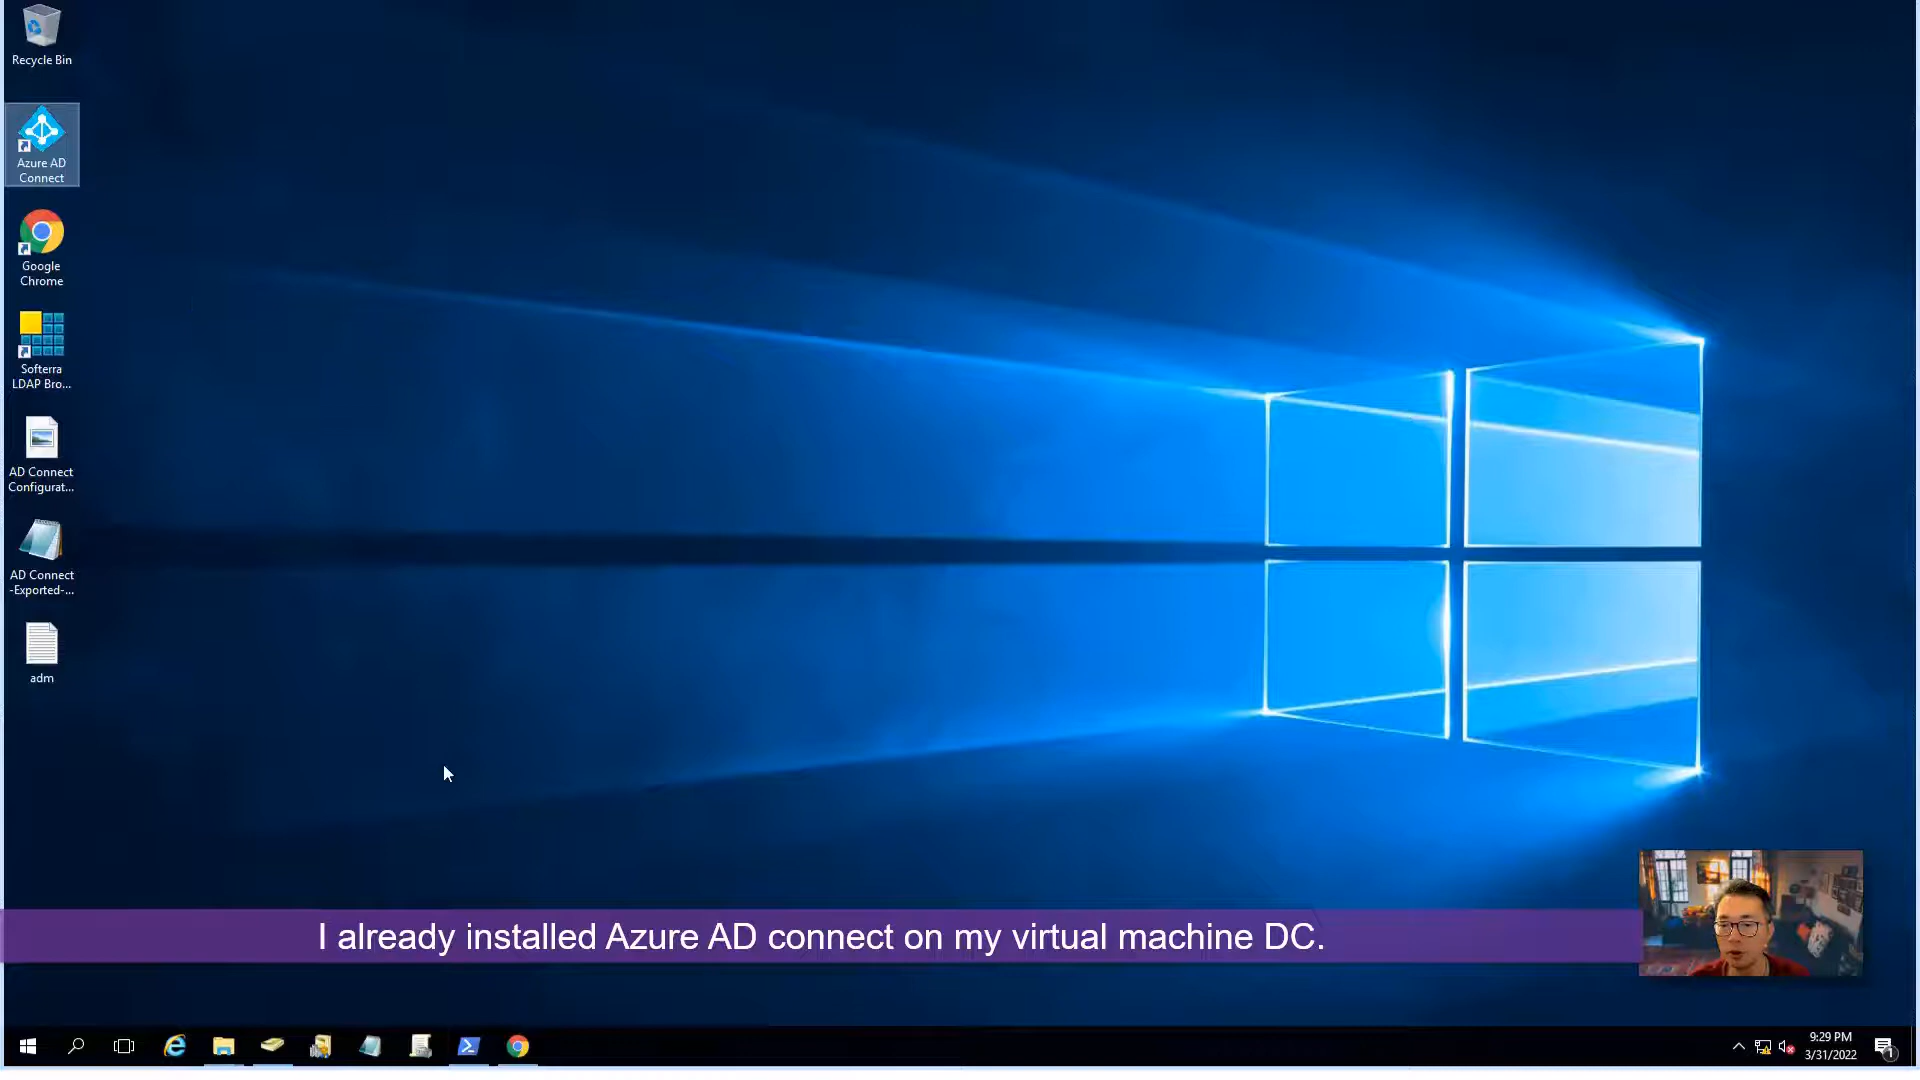 Recycle Bin
Azure AD
Connect
Google
Chrome
Softerra
LDAP Bro...
AD Connect
Configurat...
AD Connect
-Exported-...
adm
I already installed Azure AD connect on my virtual machine DC.
9:29 PM
3/31/2022
1